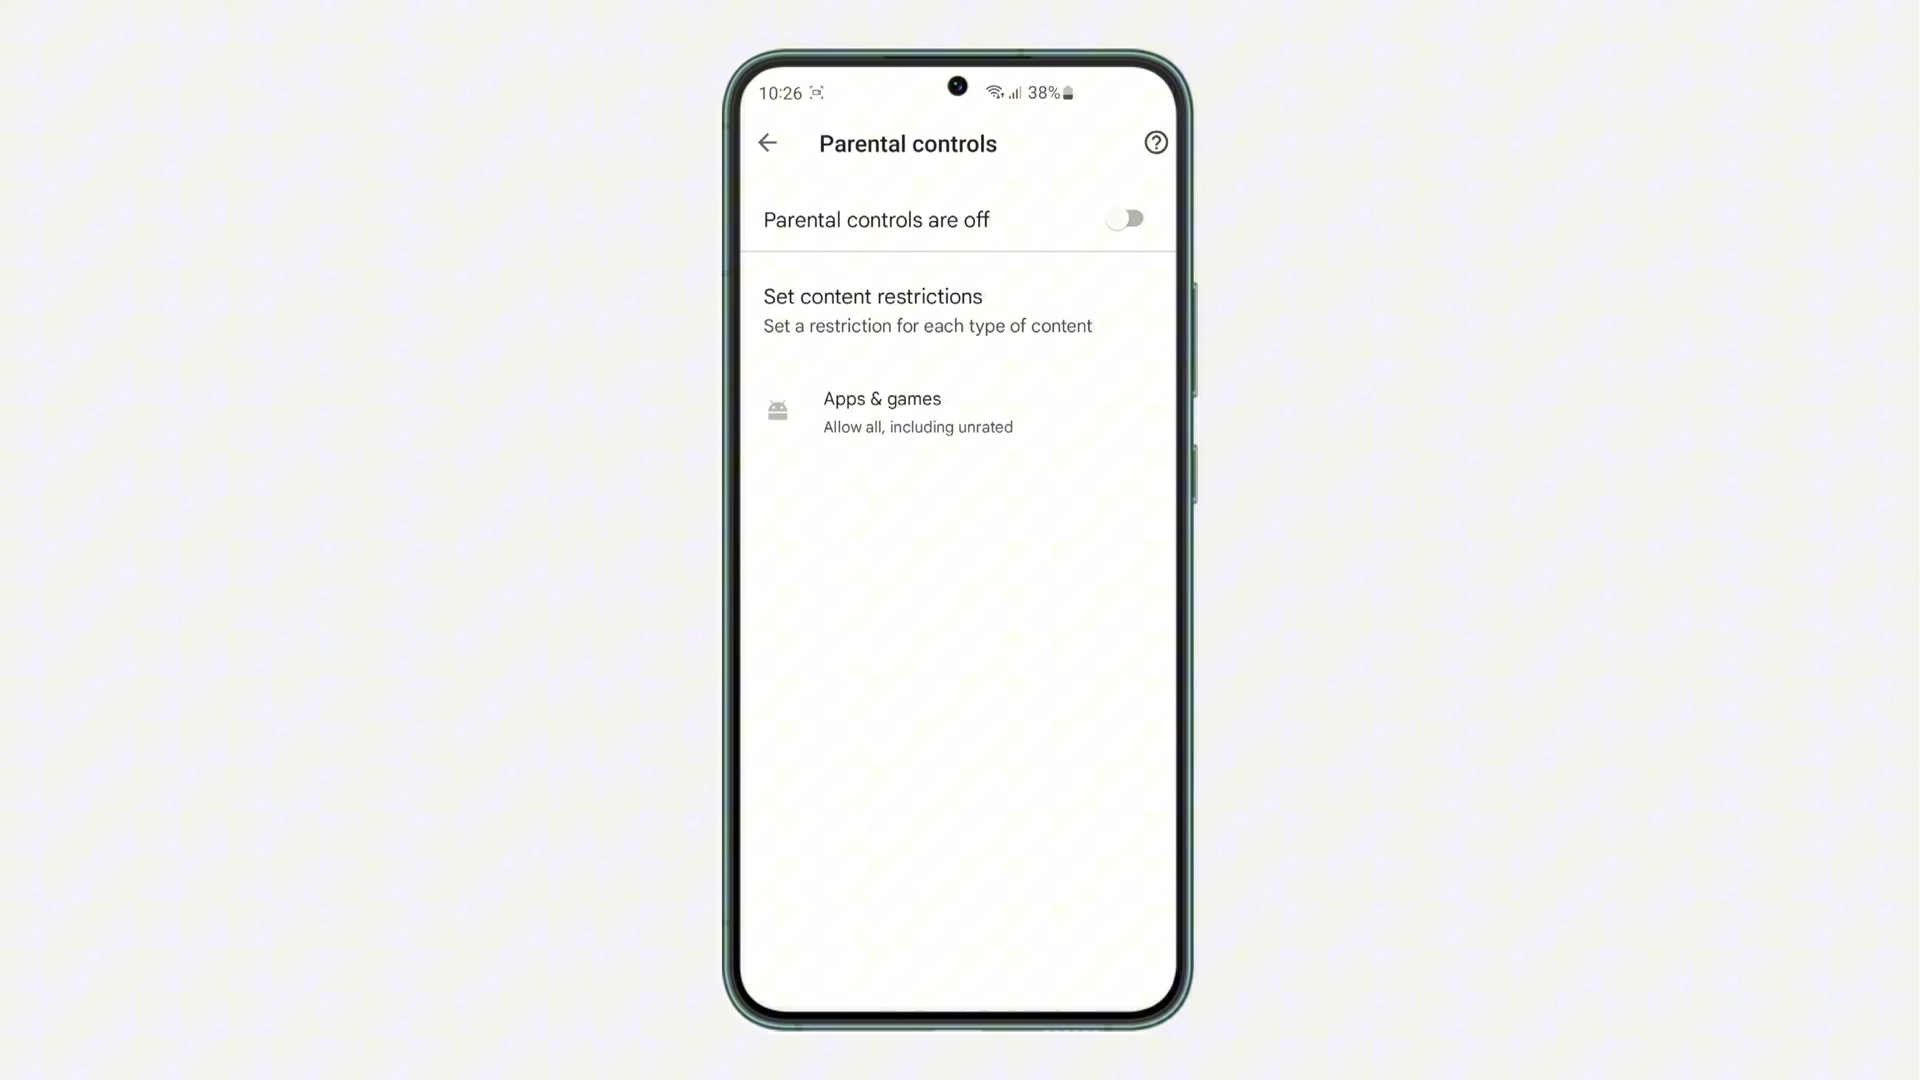 10:26 38%
Parental controls
Parental controls are off
Set content restrictions
Set a restriction for each type of content
Apps & games
Allow all, including unrated